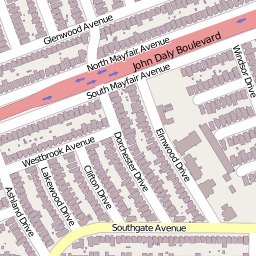 Glenwood Avenue
North Mayfair Avenue
John Daly Boulevard
South Mayfair Avenue
Windsor Drive
Westbrook Avenue
Dorchester Drive
Elmwood Drive
Ashland Drive
Lakewood Drive
Clifton Drive
Southgate Avenue